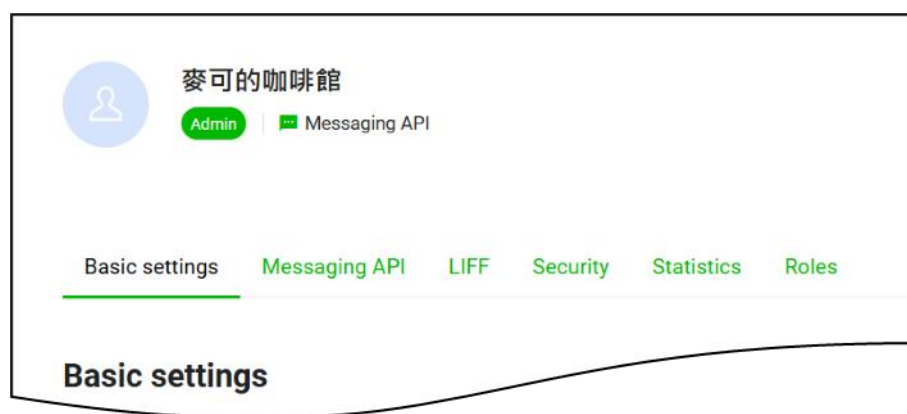 麥可的咖啡館
Admin Messaging API
Basic settings Messaging API LIFF Security Statistics Roles
Basic settings